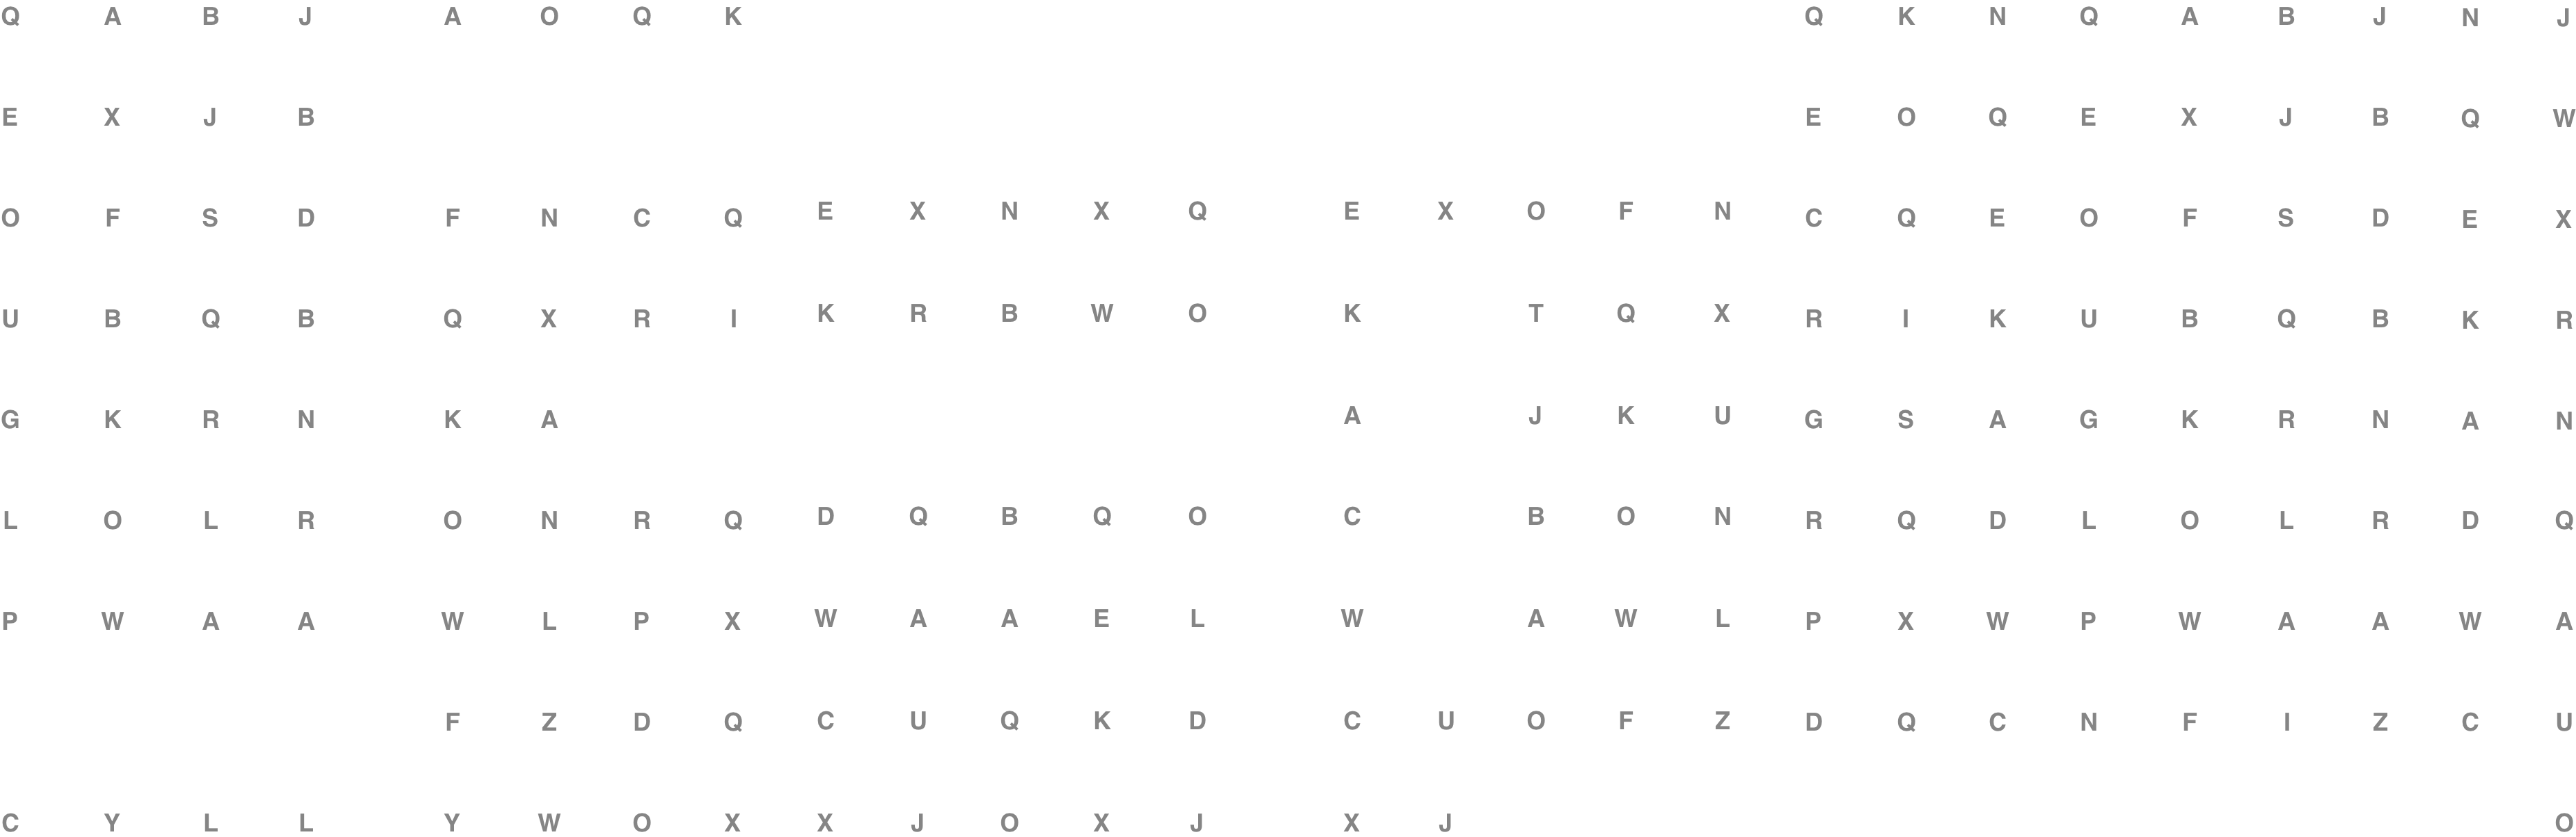 Q A B J A O Q K Q K N Q A B J N J
E X J B E O Q E X J B Q W
O F S D F N C Q E X N X Q E X O F N C Q E O F S D E X
U B Q B Q X R I K R B W O K T Q X R I K U B Q B K R
G K R N K A A J K U G S A G K R N A N
L O L R O N R Q D Q B Q O C B O N R Q D L O L R D Q
P W A A W L P X W A A E L W A W L P X W P W A A W A
F Z D Q C U Q K D C U O F Z D Q C N F I Z C U
C Y L L Y W O X X J O X J X J O